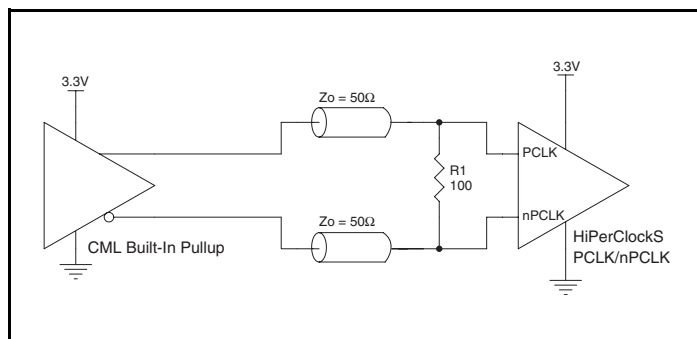 3.3V
3.3V
Zo = 50Ω
PCLK
R1
100
nPCLK
Zo = 50Ω
CML Built-In Pullup
HiPerClockS
PCLK/nPCLK